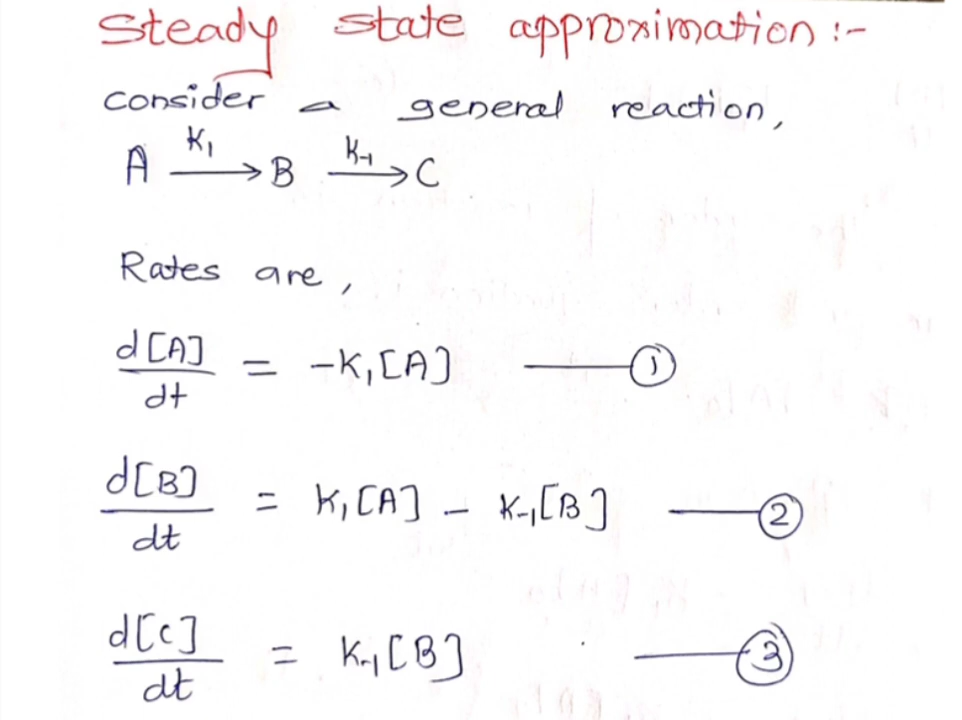 Steady State approximation :-
consider a general reaction,
A —K₁→ B —K₋₁→ C
Rates are,
d[A]/dt = -K₁[A] —— ①
d[B]/dt = K₁[A] - K₋₁[B] —— ②
d[C]/dt = K₋₁[B] —— ③